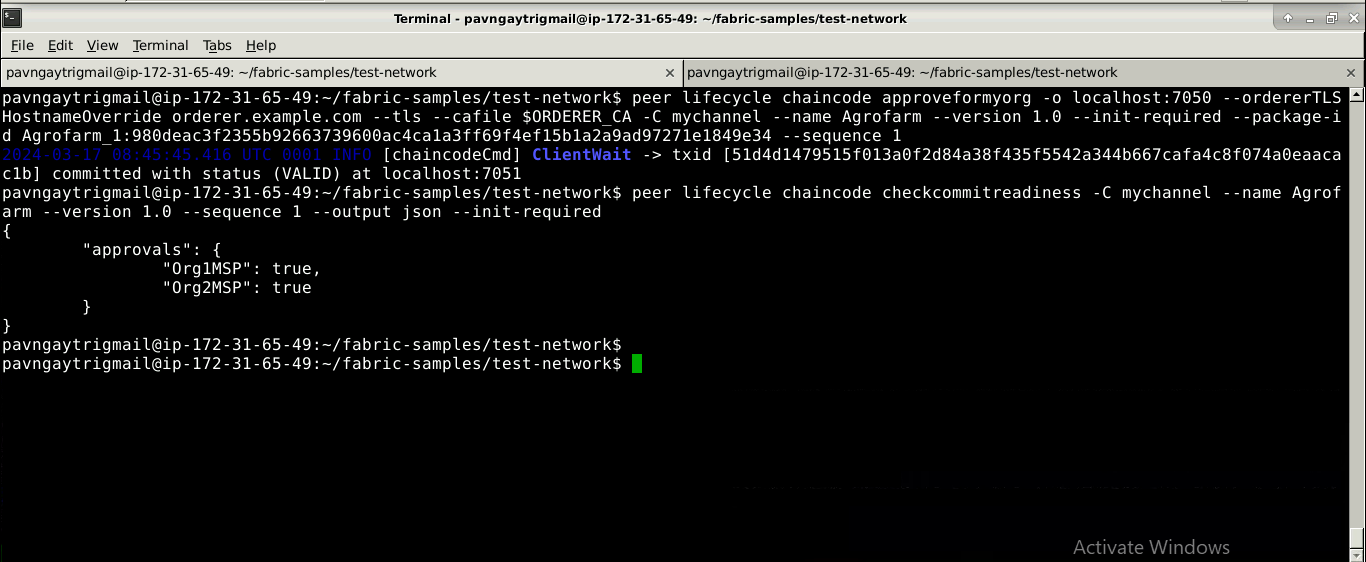 Terminal - pavngaytrigmail@ip-172-31-65-49: ~/fabric-samples/test-network
File Edit View Terminal Tabs Help
pavngaytrigmail@ip-172-31-65-49: ~/fabric-samples/test-network × pavngaytrigmail@ip-172-31-65-49: ~/fabric-samples/test-network ×
pavngaytrigmail@ip-172-31-65-49:~/fabric-samples/test-network$ peer lifecycle chaincode approveformyorg -o localhost:7050 --ordererTLS
HostnameOverride orderer.example.com --tls --cafile $ORDERER_CA -C mychannel --name Agrofarm --version 1.0 --init-required --package-i
d Agrofarm_1:980deac3f2355b92663739600ac4ca1a3ff69f4ef15b1a2a9ad97271e1849e34 --sequence 1
2024-03-17 08:45:45.416 UTC 0001 INFO [chaincodeCmd] ClientWait -> txid [51d4d1479515f013a0f2d84a38f435f5542a344b667cafa4c8f074a0eaaca
c1b] committed with status (VALID) at localhost:7051
pavngaytrigmail@ip-172-31-65-49:~/fabric-samples/test-network$ peer lifecycle chaincode checkcommitreadiness -C mychannel --name Agrof
arm --version 1.0 --sequence 1 --output json --init-required
{
"approvals": {
"Org1MSP": true,
"Org2MSP": true
}
}
pavngaytrigmail@ip-172-31-65-49:~/fabric-samples/test-network$
pavngaytrigmail@ip-172-31-65-49:~/fabric-samples/test-network$
Activate Windows